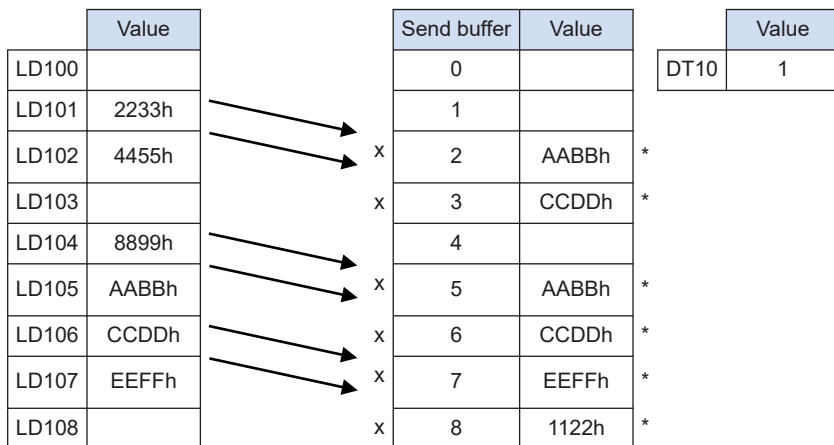 Value Send buffer Value Value
LD100 0 DT10 1
LD101 2233h 1
LD102 4455h x 2 AABBh *
LD103 x 3 CCDDh *
LD104 8899h 4
LD105 AABBh x 5 AABBh *
LD106 CCDDh x 6 CCDDh *
LD107 EEFFh x 7 EEFFh *
LD108 x 8 1122h *